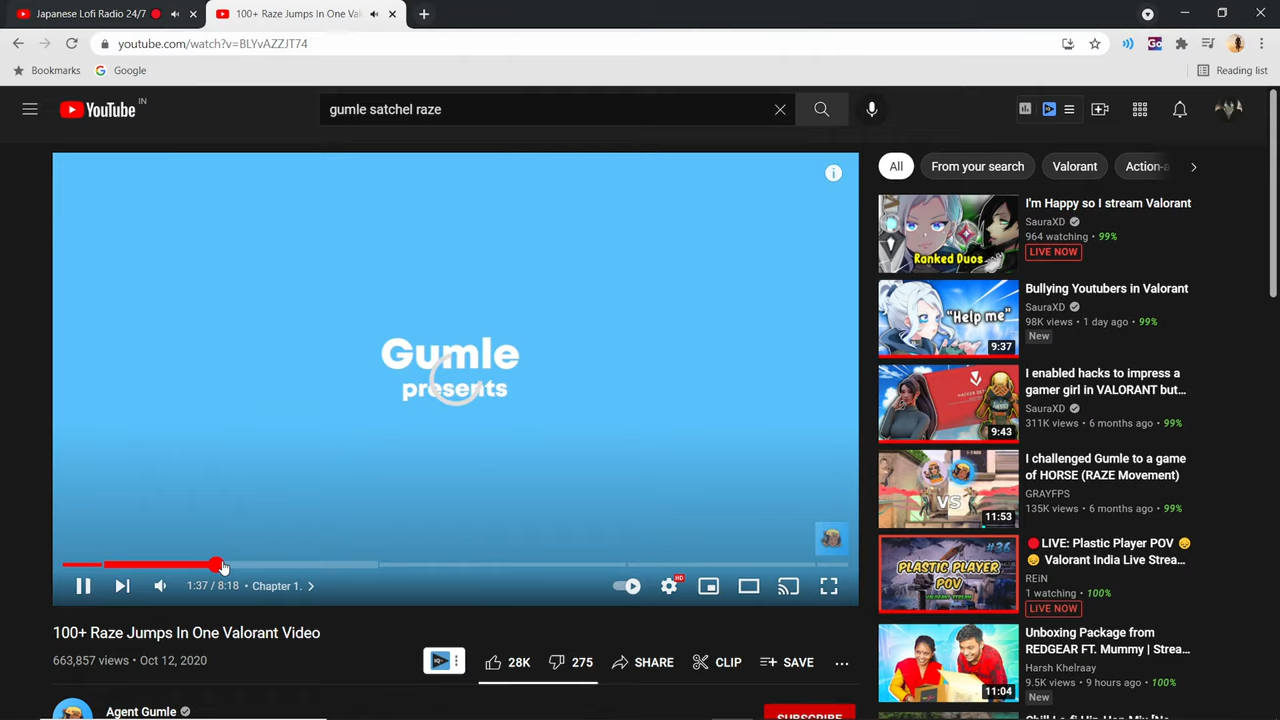 Japanese Lofi Radio 24/7
100+ Raze Jumps In One Val
youtube.com/watch?v=BLYvAZZJT74
Go
Bookmarks
Google
Reading list
YouTube
IN
gumle satchel raze
All
From your search
Valorant
Action-a
Gumle
presents
1:37 / 8:18 • Chapter 1.
HD
100+ Raze Jumps In One Valorant Video
663,857 views • Oct 12, 2020
28K
275
SHARE
CLIP
SAVE
Agent Gumle
SUBSCRIBE
Ranked Duos
I'm Happy so I stream Valorant
SauraXD
964 watching • 99%
LIVE NOW
"Help me"
9:37
Bullying Youtubers in Valorant
SauraXD
98K views • 1 day ago • 99%
New
9:43
I enabled hacks to impress a
gamer girl in VALORANT but...
SauraXD
311K views • 6 months ago • 99%
VS
11:53
I challenged Gumle to a game
of HORSE (RAZE Movement)
GRAYFPS
135K views • 6 months ago • 99%
#36
PLASTIC PLAYER
POV
LIVE: Plastic Player POV
Valorant India Live Strea...
REiN
1 watching • 100%
LIVE NOW
11:04
Unboxing Package from
REDGEAR FT. Mummy | Strea...
Harsh Khelraay
9.5K views • 9 hours ago • 100%
New